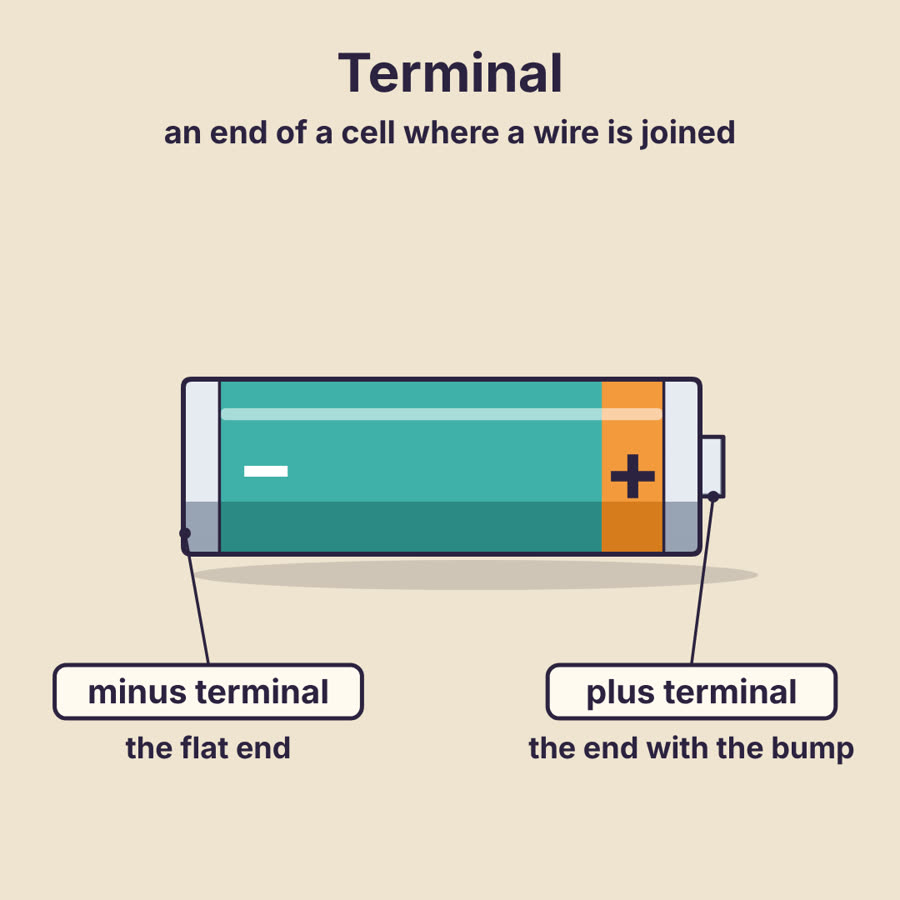 Terminal
an end of a cell where a wire is joined
−
+
minus terminal
plus terminal
the flat end
the end with the bump